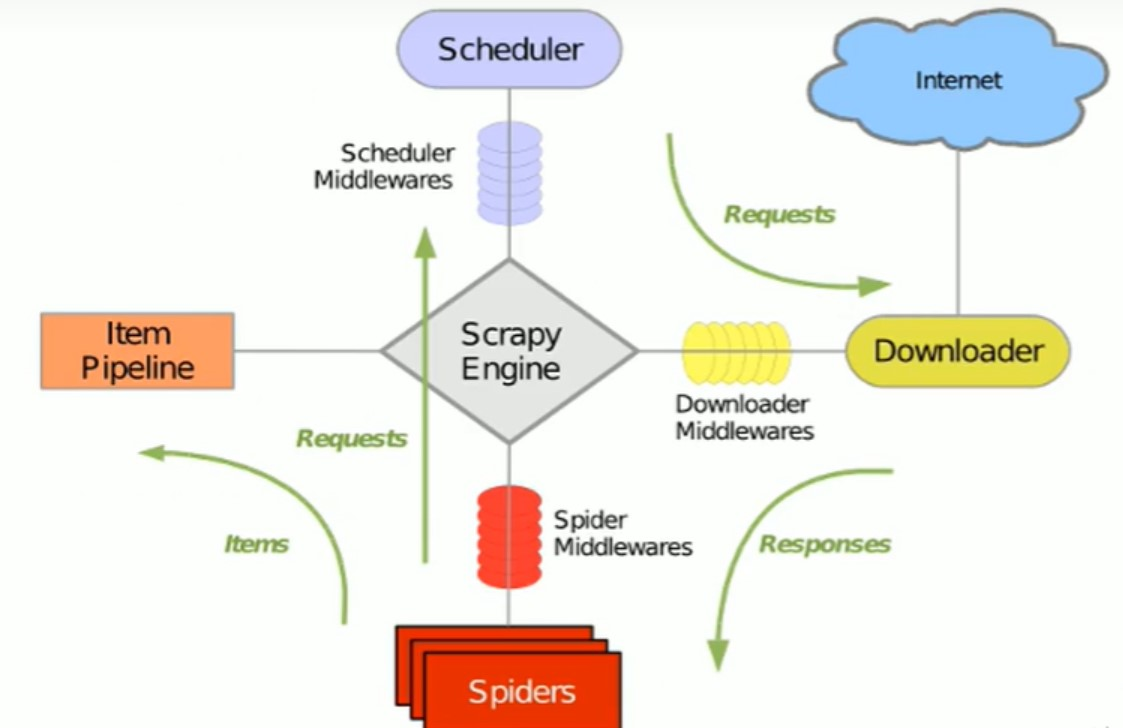 Scheduler
Internet
Scheduler
Middlewares
Requests
Item
Pipeline
Scrapy
Engine
Downloader
Downloader
Middlewares
Requests
Items
Spider
Middlewares
Responses
Spiders